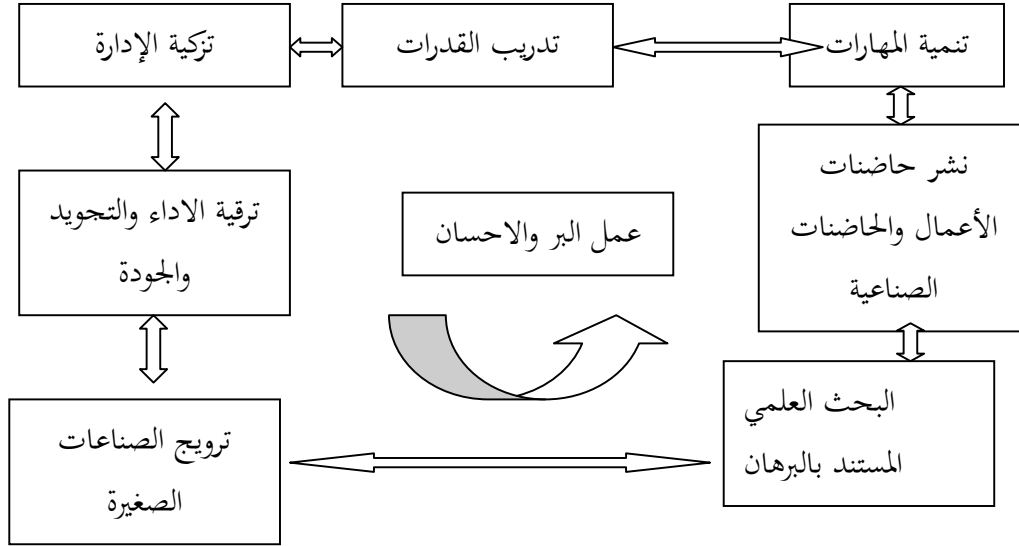 تنمية المهارات
تدريب القدرات
تزكية الإدارة
نشر حاضنات
الأعمال والحاضنات
الصناعية
عمل البر والاحسان
ترقية الاداء والتجويد
والجودة
البحث العلمي
المستند بالبرهان
ترويج الصناعات
الصغيرة